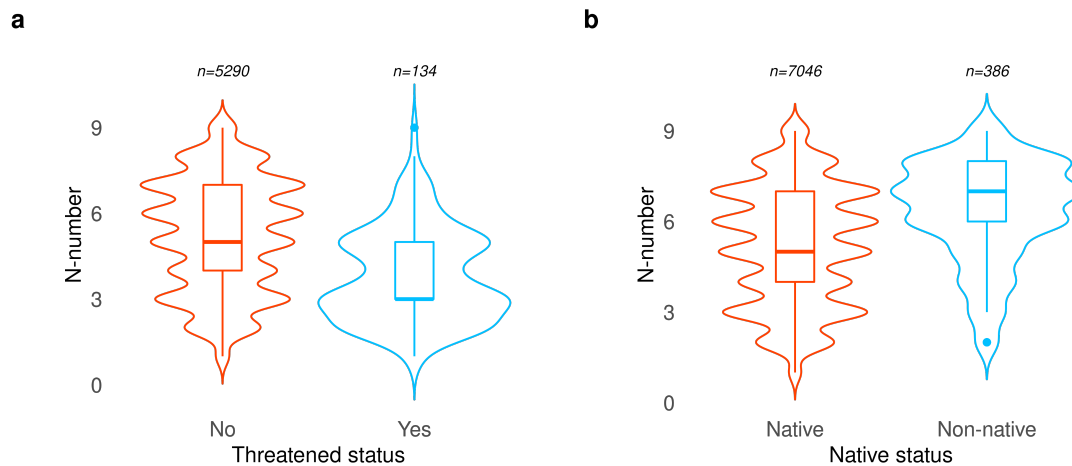 a
n=5290 n=134
9
6
3
0
N-number
No Yes
Threatened status
b
n=7046 n=386
9
6
3
0
N-number
Native Non-native
Native status